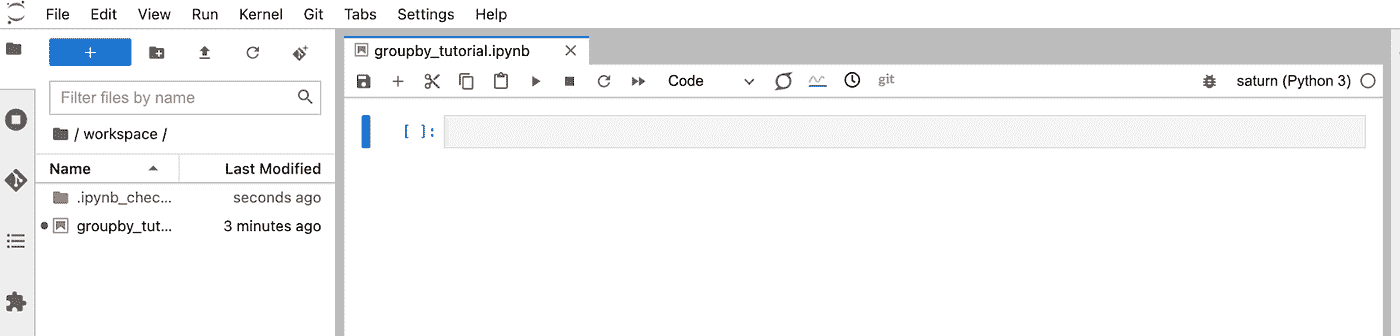 File Edit View Run Kernel Git Tabs Settings Help
+
Filter files by name
/ workspace /
Name Last Modified
.ipynb_chec... seconds ago
groupby_tut... 3 minutes ago
groupby_tutorial.ipynb
Code git saturn (Python 3)
[ ]: